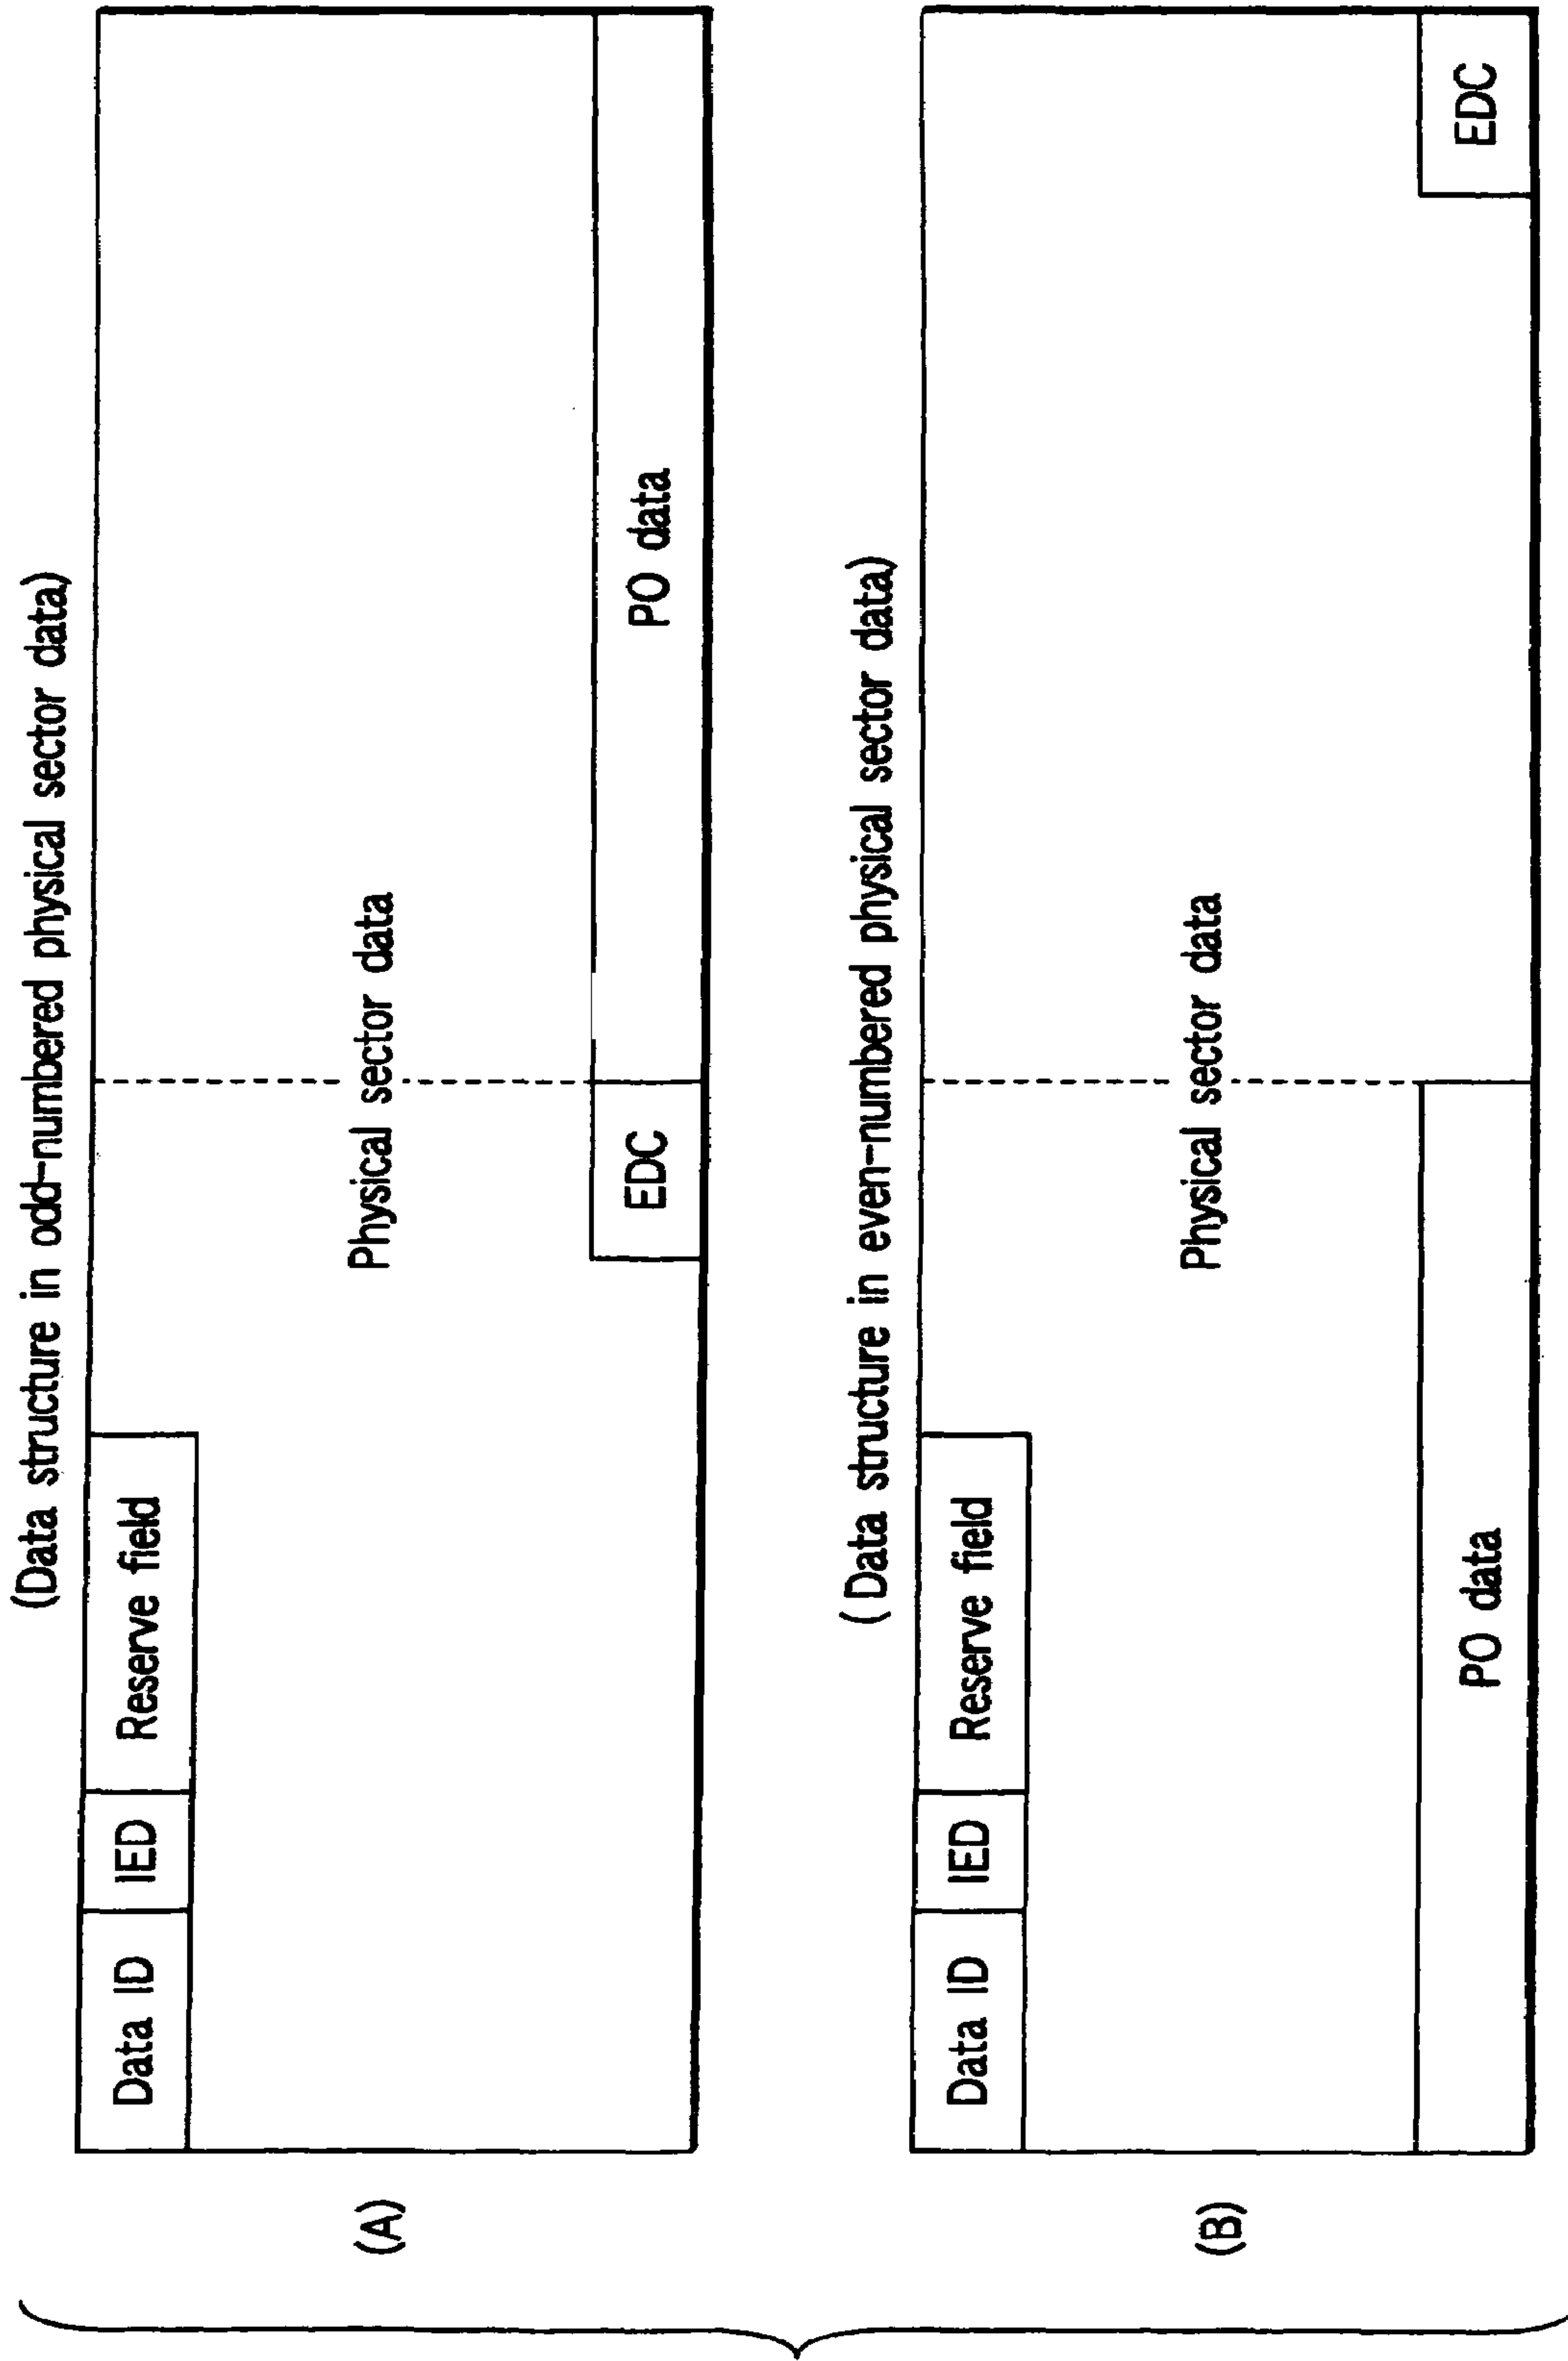 (Data structure in odd-numbered physical sector data)
(A)
Data ID
IED
Reserve field
Physical sector data
EDC
PO data
(Data structure in even-numbered physical sector data)
(B)
Data ID
IED
Reserve field
Physical sector data
PO data
EDC